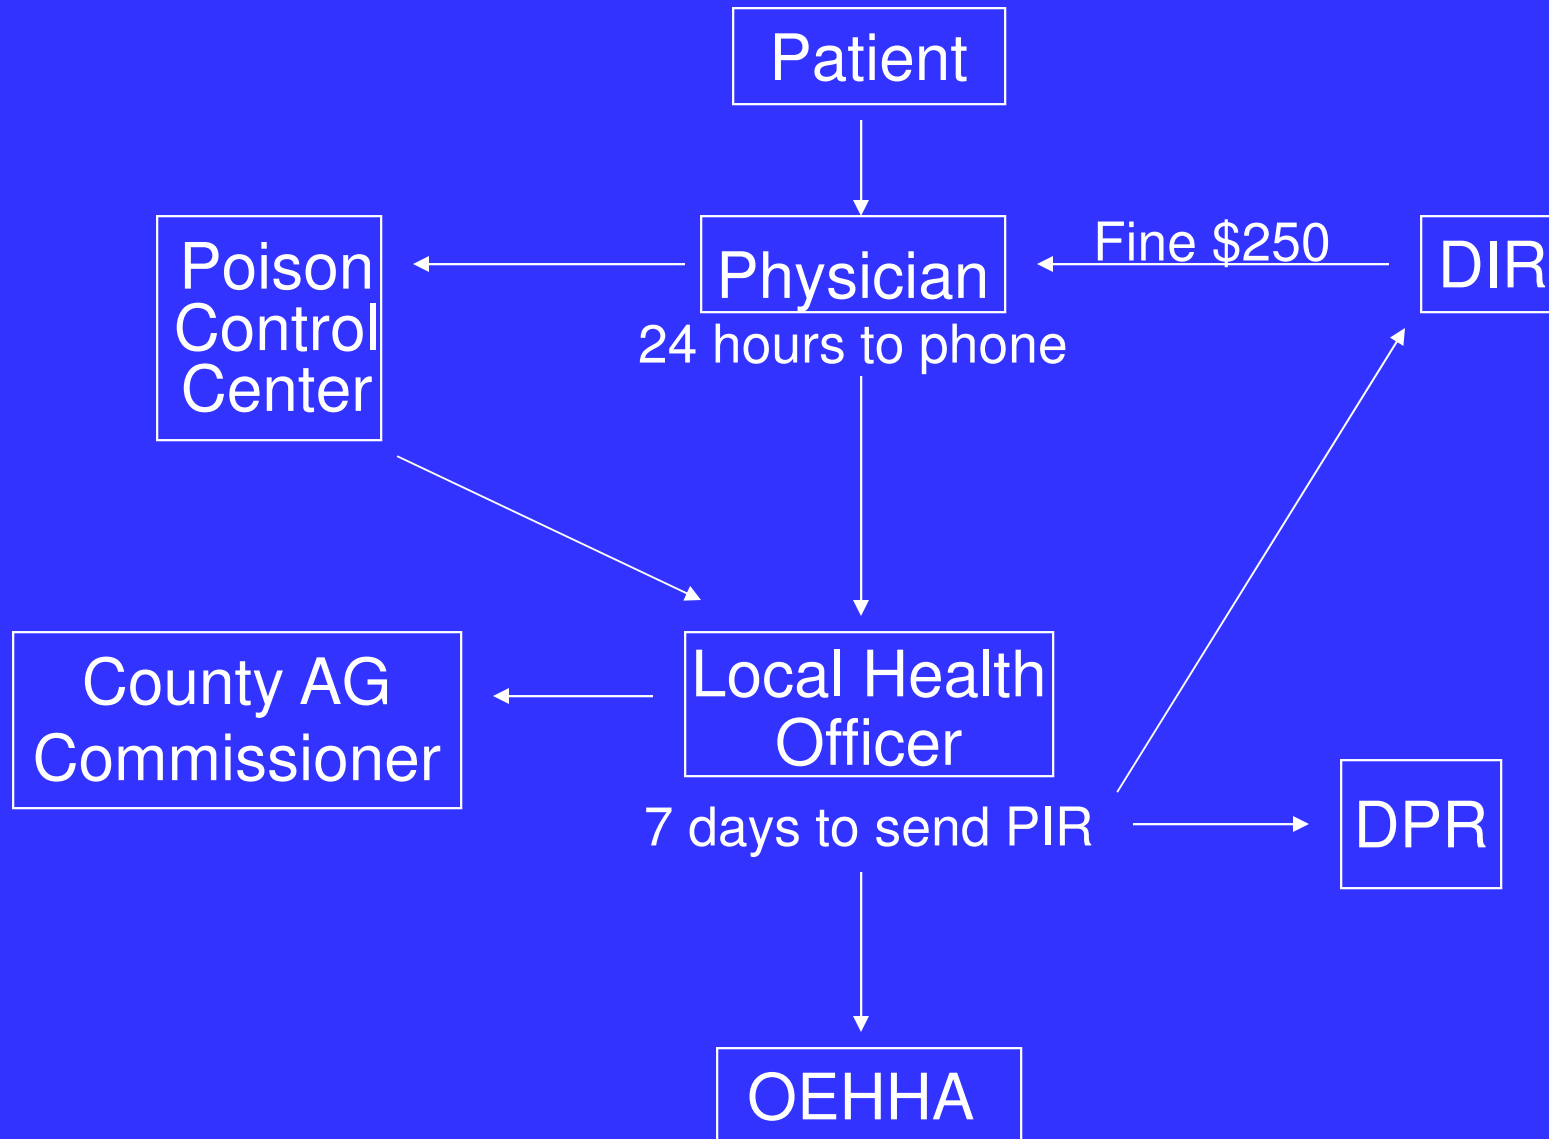 Patient
Poison
Control
Center
Physician
24 hours to phone
Fine $250
DIR
County AG
Commissioner
Local Health
Officer
7 days to send PIR
DPR
OEHHA